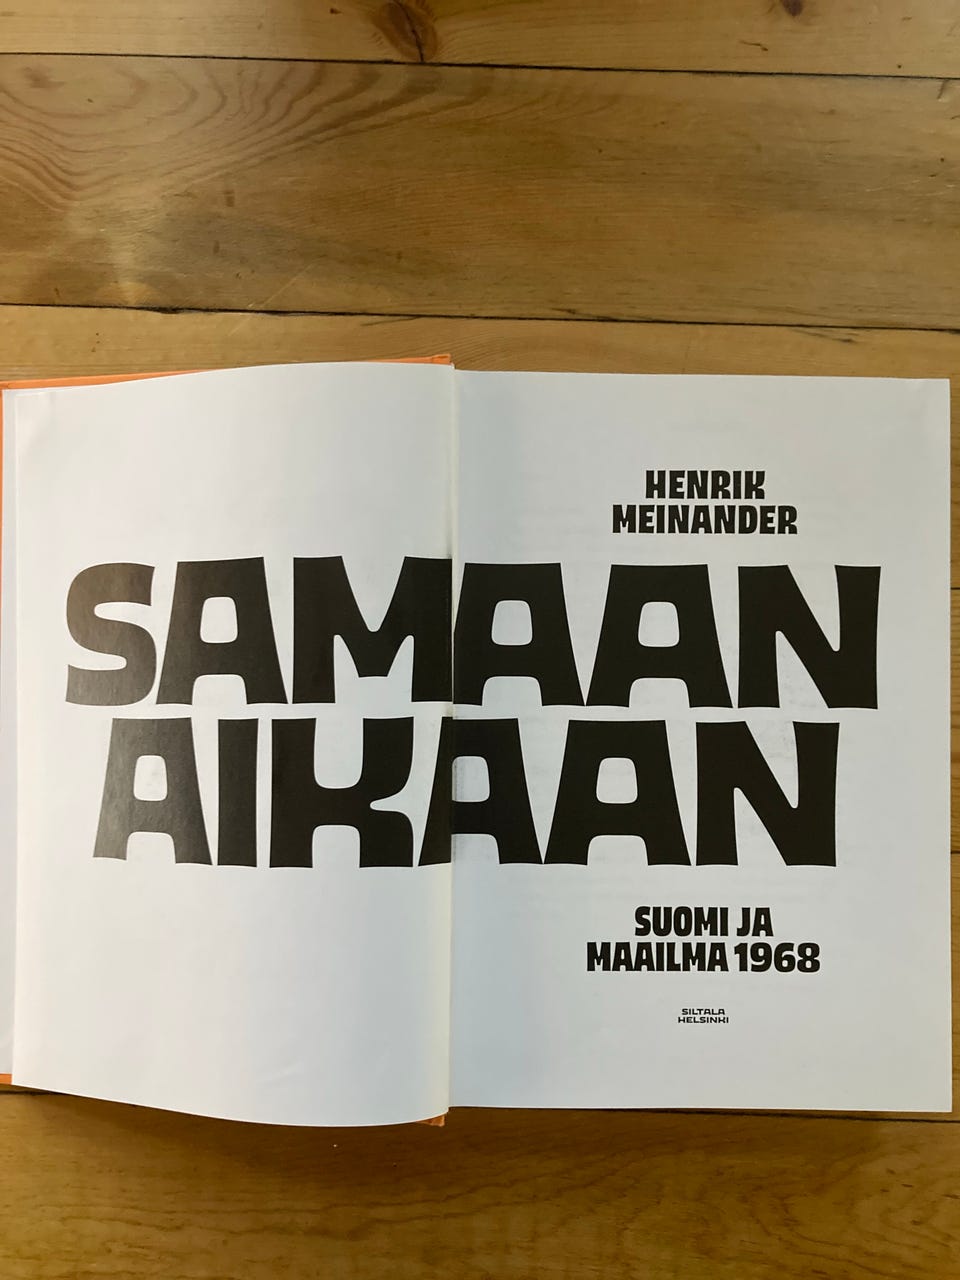 HENRIK
MEINANDER
SAMAAN
AIKAAN
SUOMI JA
MAAILMA 1968
SILTALA
HELSINKI